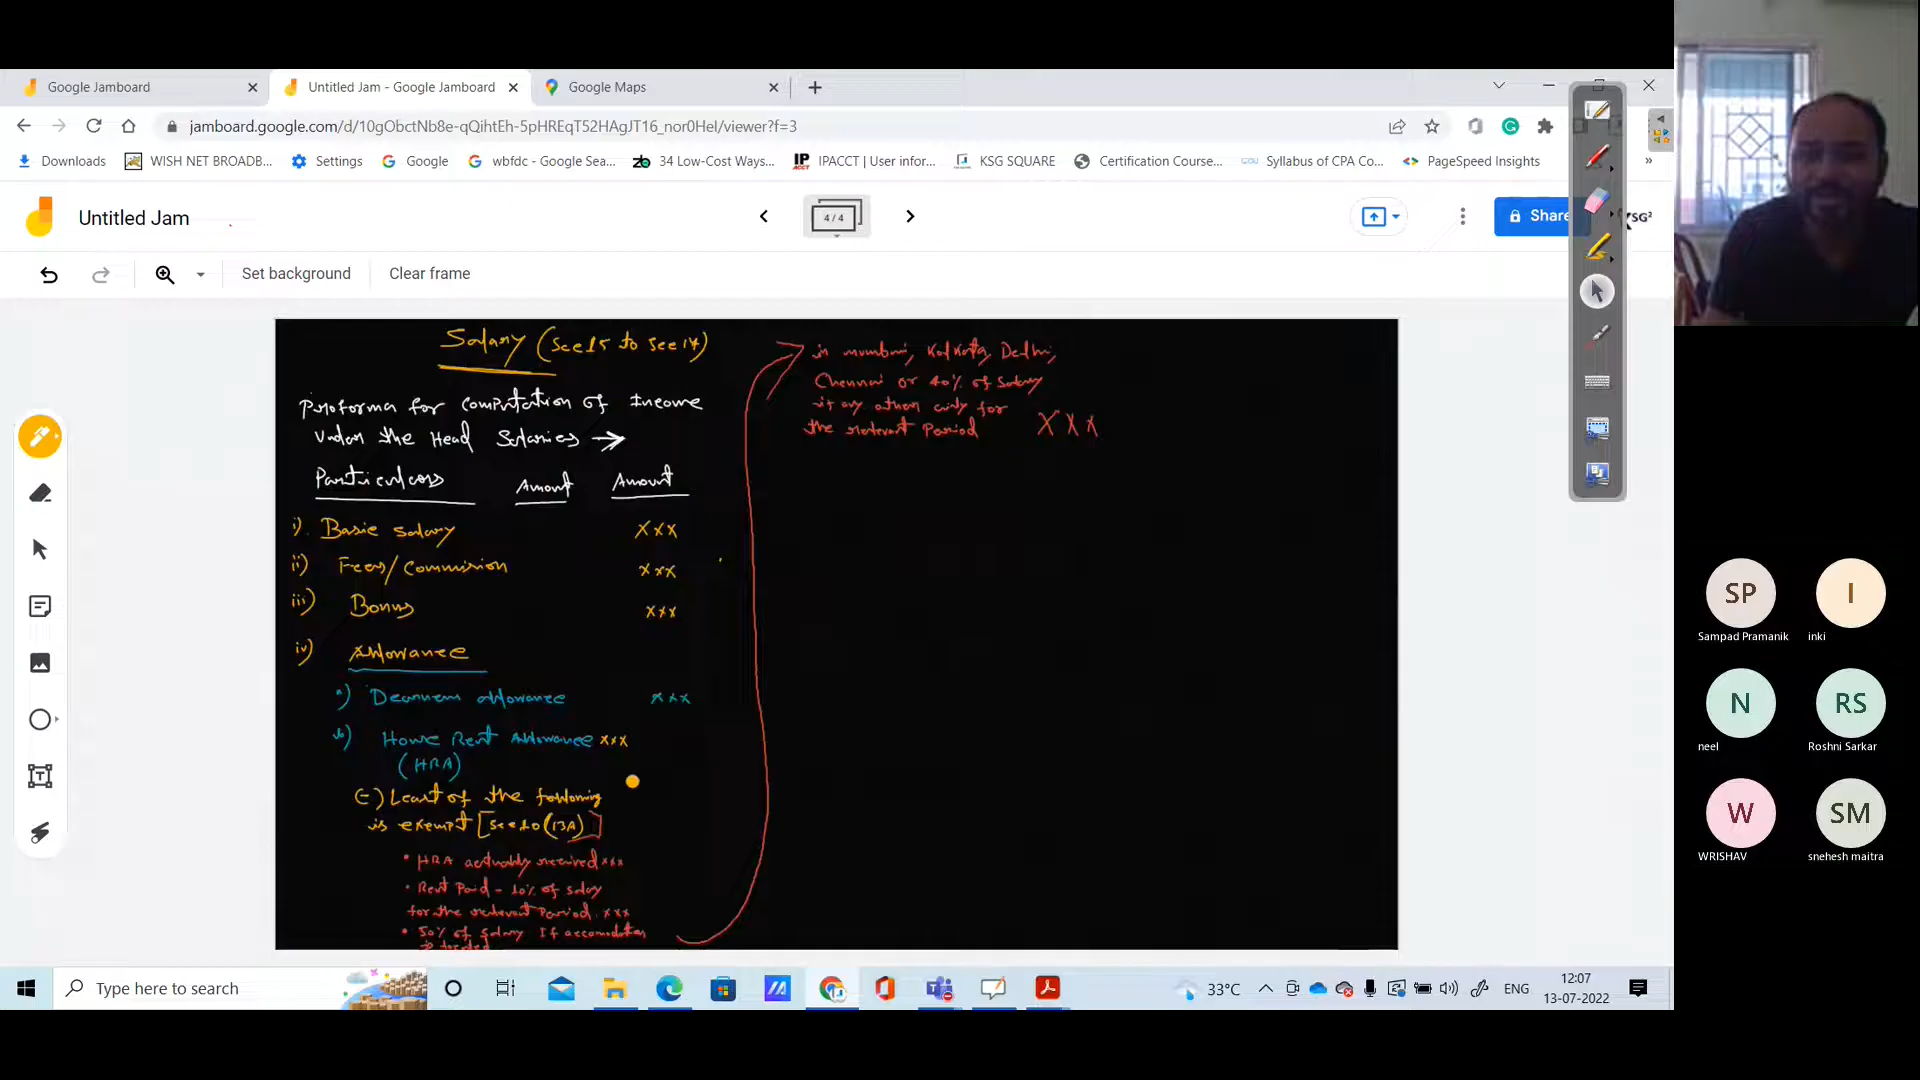 Google Jamboard
Untitled Jam - Google Jamboard
Google Maps
jamboard.google.com/d/10gObctNb8e-qQihtEh-5pHREqT52HAgJT16_nor0HeI/viewer?f=3
Downloads
WISH NET BROADB...
Settings
Google
wbfdc - Google Sea...
34 Low-Cost Ways...
IPACCT | User infor...
KSG SQUARE
Certification Course...
Syllabus of CPA Co...
PageSpeed Insights
»
Untitled Jam
4 / 4
Share
KSG²
Set background
Clear frame
Salary (Sec 15 to Sec 17)
Proforma for computation of Income
Under the Head Salaries →
Particulars Amount Amount
i) Basic Salary XXX
ii) Fees/Commission XXX
iii) Bonus XXX
iv) Allowance
a) Dearness Allowance XXX
b) House Rent Allowance XXX
(HRA)
(-) Least of the following
is exempt [Sec 10(13A)]
• HRA actually received XXX
• Rent Paid - 10% of salary
for the relevant Period. XXX
• 50% of Salary If accomodation
is located
in mumbai, Kolkata, Delhi,
Chennai or 40% of salary
if any other city for
the relevant Period XXX
SP
Sampad Pramanik
I
inki
N
neel
RS
Roshni Sarkar
W
WRISHAV
SM
snehesh maitra
Type here to search
33°C
ENG
12:07
13-07-2022